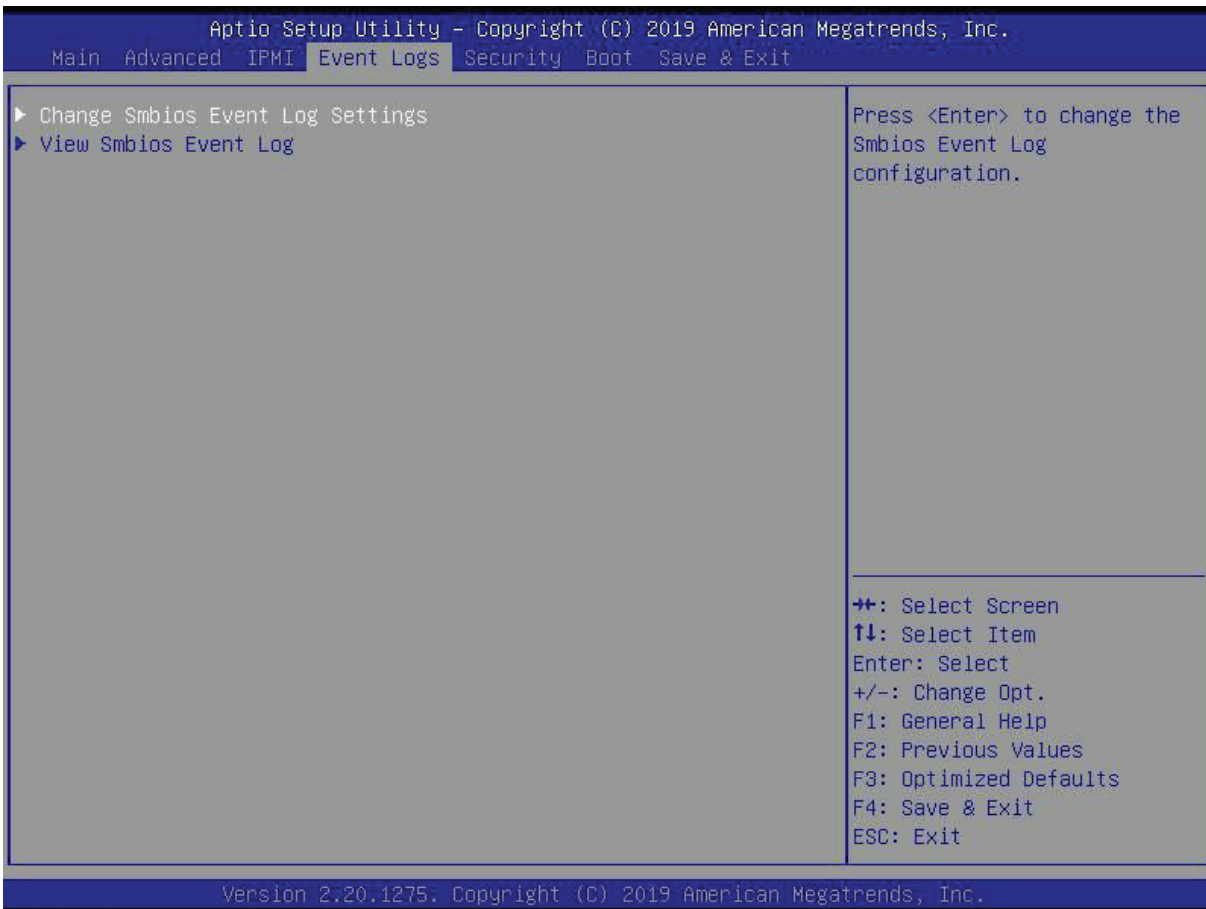 Aptio Setup Utility – Copyright (C) 2019 American Megatrends, Inc.
Main Advanced IPMI Event Logs Security Boot Save & Exit
▶ Change Smbios Event Log Settings
▶ View Smbios Event Log
Press <Enter> to change the
Smbios Event Log
configuration.
→←: Select Screen
↑↓: Select Item
Enter: Select
+/-: Change Opt.
F1: General Help
F2: Previous Values
F3: Optimized Defaults
F4: Save & Exit
ESC: Exit
Version 2.20.1275. Copyright (C) 2019 American Megatrends, Inc.